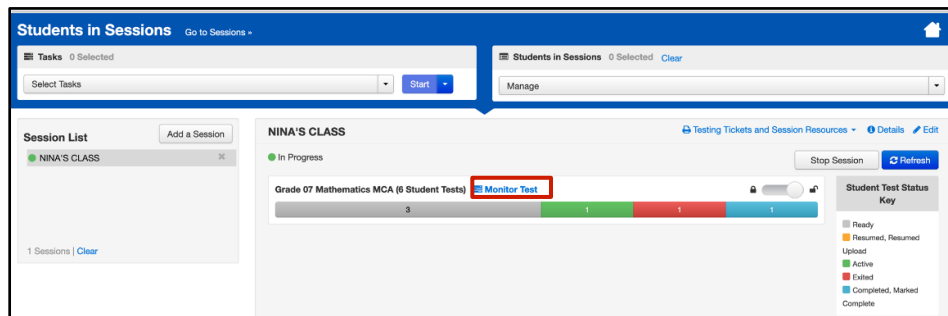 Students in Sessions Go to Sessions »
Tasks 0 Selected
Select Tasks
Start
Students in Sessions 0 Selected Clear
Manage
Session List
Add a Session
NINA'S CLASS
1 Sessions | Clear
NINA'S CLASS
Testing Tickets and Session Resources
Details
Edit
In Progress
Stop Session
Refresh
Grade 07 Mathematics MCA (6 Student Tests) Monitor Test
3 1 1 1
Student Test Status
Key
Ready
Resumed, Resumed
Upload
Active
Exited
Completed, Marked
Complete